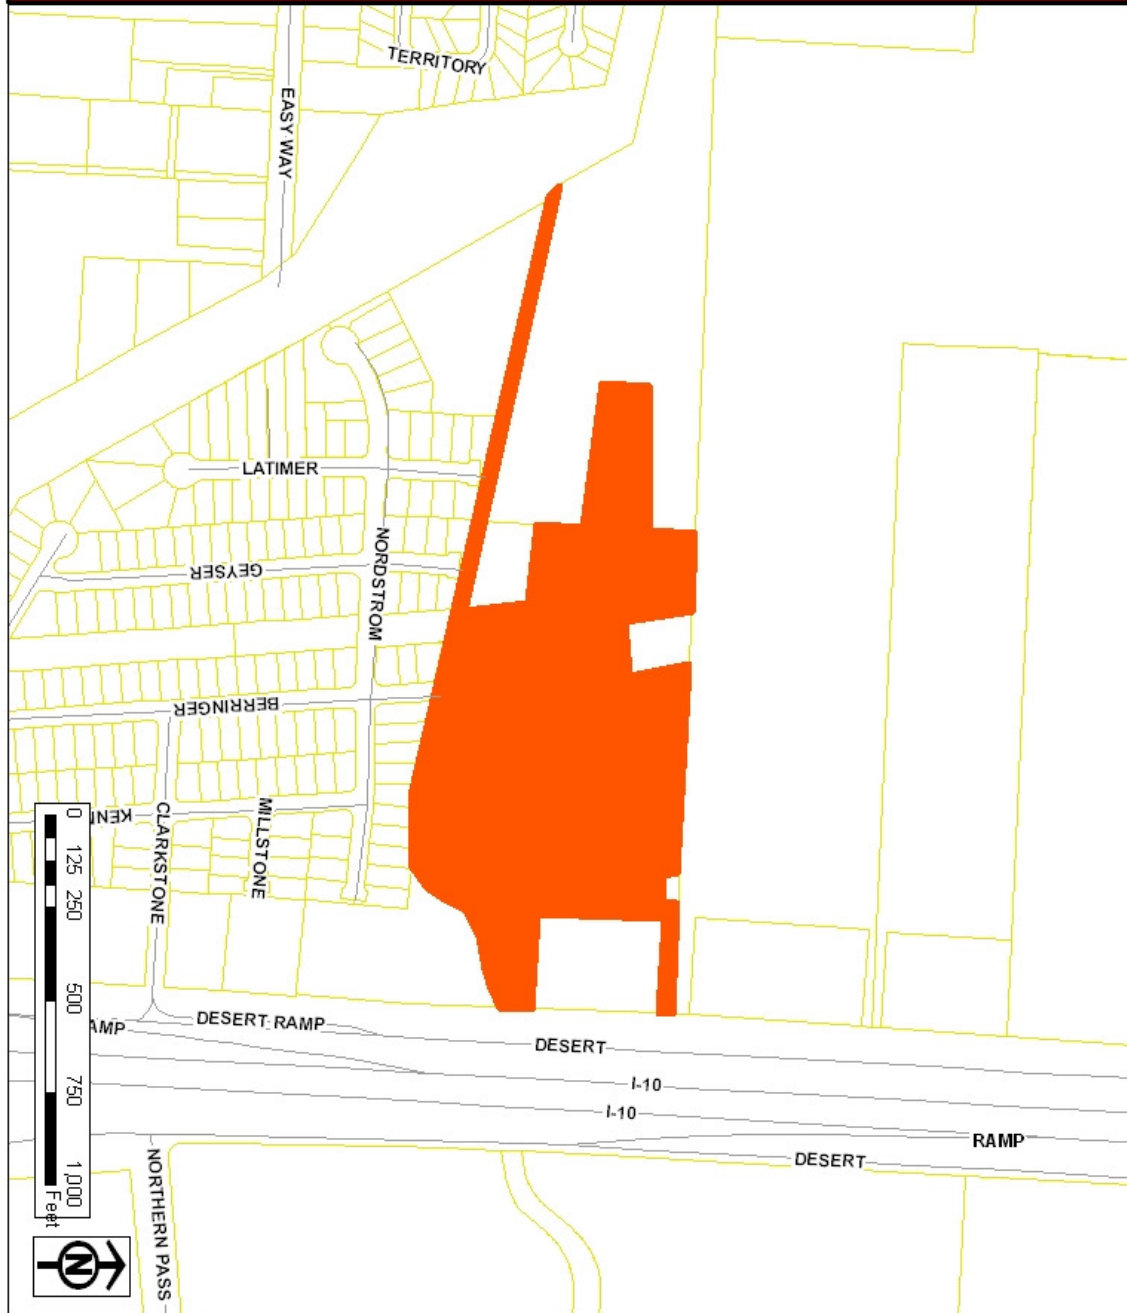 TERRITORY
EASY WAY
LATIMER
NORDSTROM
GEYSER
BERRINGER
MILLSTONE
CLARKSTONE
KENN
DESERT RAMP
AMP
DESERT
I-10
I-10
RAMP
DESERT
NORTHERN PASS
0 125 250 500 750 1,000
Feet
N